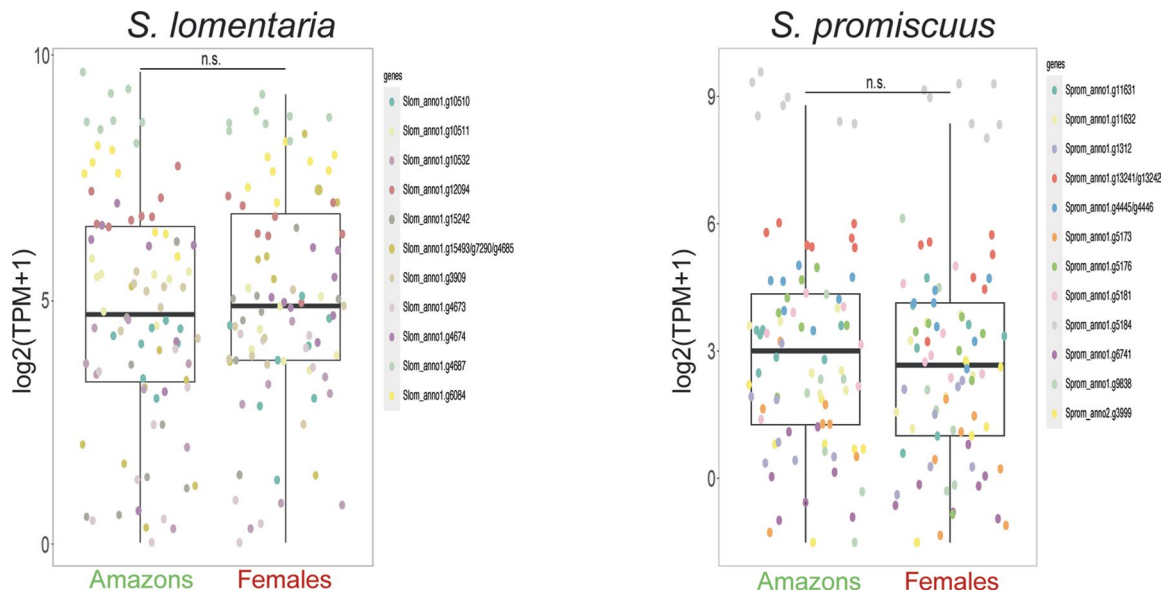 S. lomentaria
10
5
0
log2(TPM+1)
n.s.
Amazons
Females
genes
Slom_anno1.g10510
Slom_anno1.g10511
Slom_anno1.g10532
Slom_anno1.g12094
Slom_anno1.g15242
Slom_anno1.g15493/g7290/g4685
Slom_anno1.g3909
Slom_anno1.g4673
Slom_anno1.g4674
Slom_anno1.g4687
Slom_anno1.g6084
S. promiscuus
9
6
3
0
log2(TPM+1)
n.s.
Amazons
Females
genes
Sprom_anno1.g11631
Sprom_anno1.g11632
Sprom_anno1.g1312
Sprom_anno1.g13241/g13242
Sprom_anno1.g4445/g4446
Sprom_anno1.g5173
Sprom_anno1.g5176
Sprom_anno1.g5181
Sprom_anno1.g5184
Sprom_anno1.g6741
Sprom_anno1.g9838
Sprom_anno2.g3999